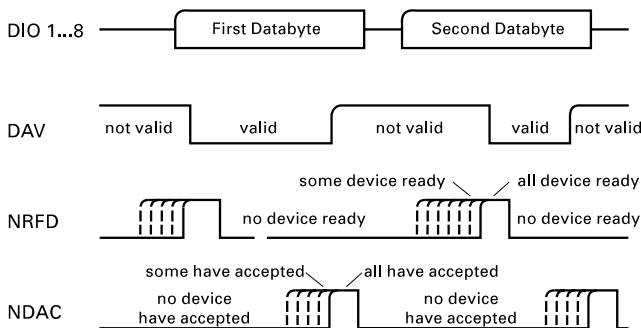 DIO 1...8
First Databyte
Second Databyte
DAV
not valid
valid
not valid
valid
not valid
some device ready
all device ready
NRFD
no device ready
no device ready
some have accepted
all have accepted
NDAC
no device
have accepted
no device
have accepted